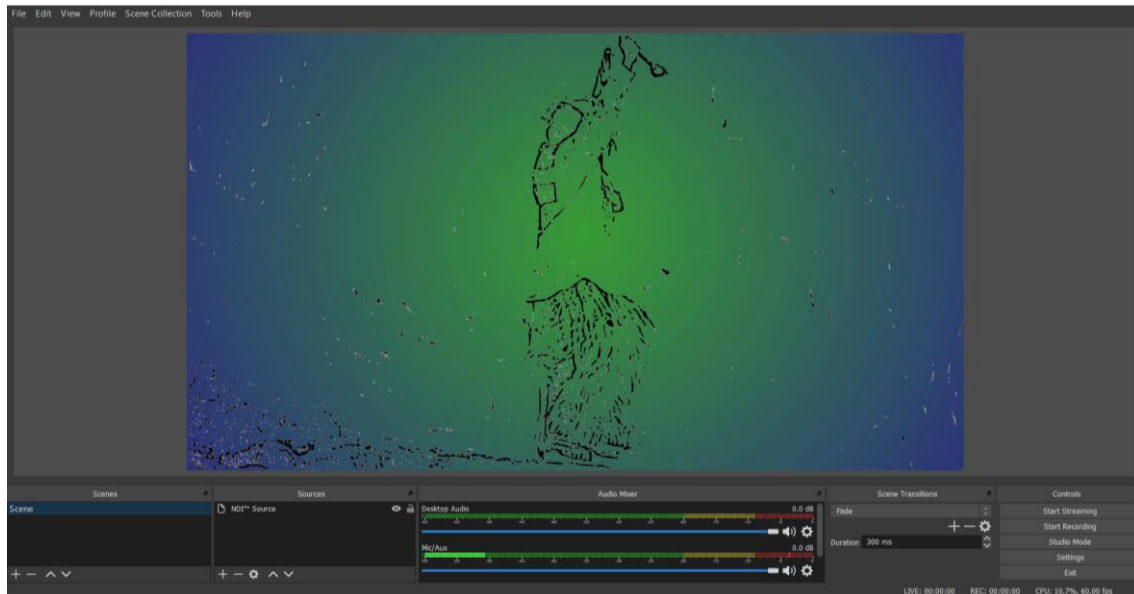 File Edit View Profile Scene Collection Tools Help
Scenes
Scene
Sources
NDI™ Source
Audio Mixer
Desktop Audio 0.0 dB
Mic/Aux 0.0 dB
Scene Transitions
Fade
Duration 300 ms
Controls
Start Streaming
Start Recording
Studio Mode
Settings
Exit
LIVE: 00:00:00 REC: 00:00:00 CPU: 10.7%, 60.00 fps